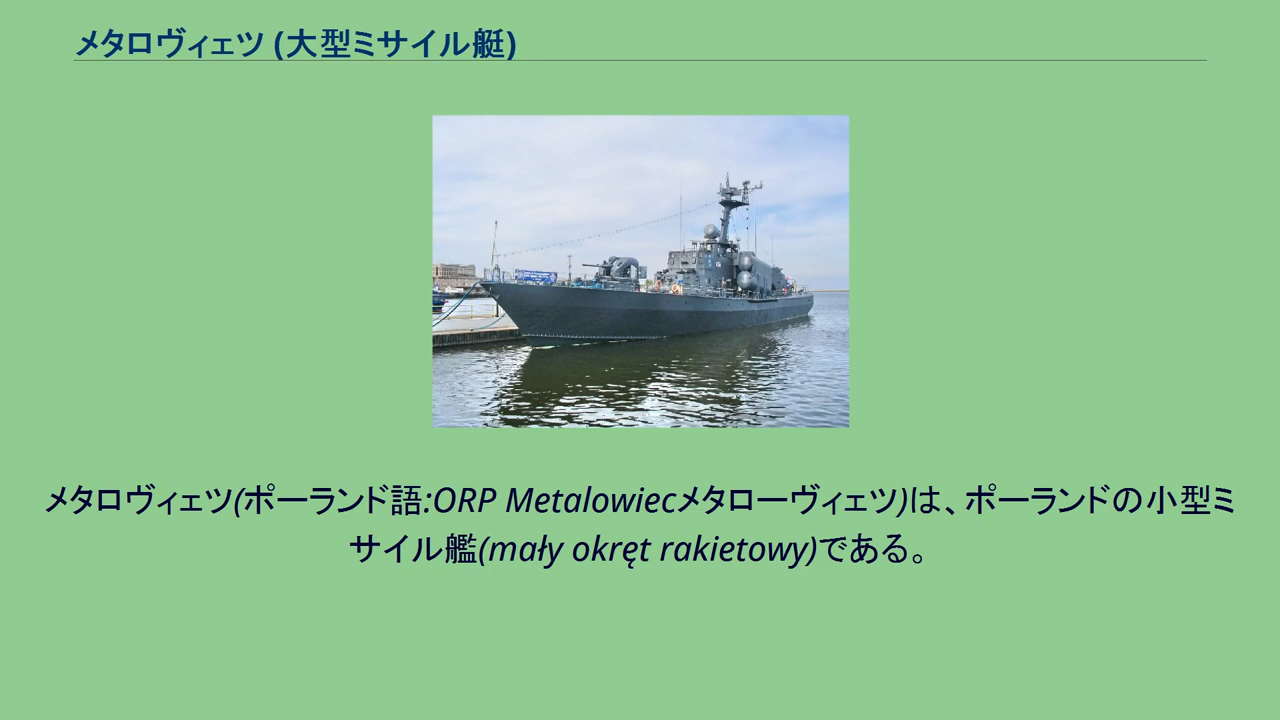 メタロヴィェツ (大型ミサイル艇)
メタロヴィェツ(ポーランド語:ORP Metalowiecメタローヴィェツ)は、ポーランドの小型ミ
サイル艦(mały okręt rakietowy)である。